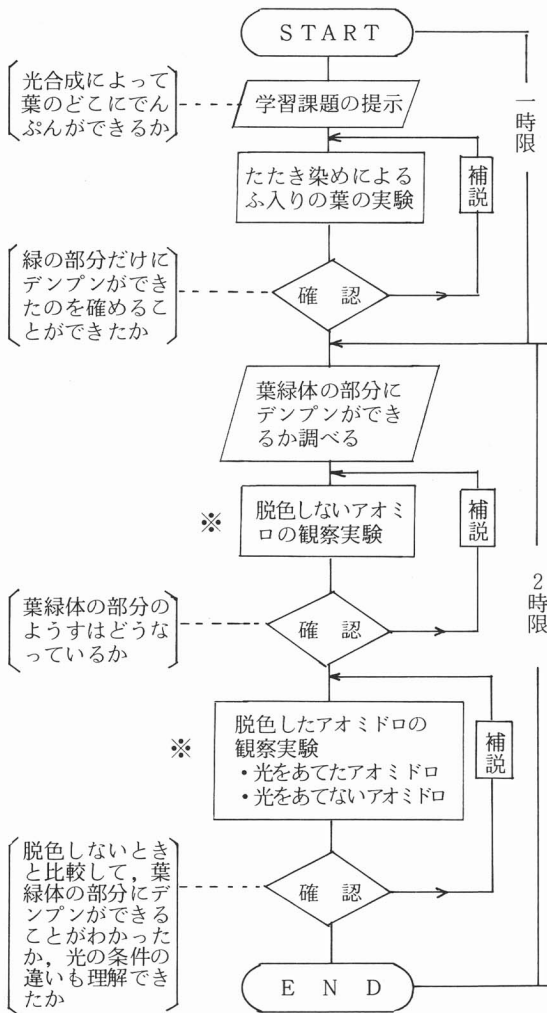 START
光合成によって
葉のどこにでん
ぷんができるか
学習課題の提示
一時限
たたき染めによる
ふ入りの葉の実験
補説
緑の部分だけに
デンプンができ
たのを確めるこ
とができたか
確認
葉緑体の部分に
デンプンができ
るか調べる
※
脱色しないアオミ
ロの観察実験
補説
2時限
葉緑体の部分の
ようすはどうな
っているか
確認
※
脱色したアオミドロの
観察実験
・光をあてたアオミドロ
・光をあてないアオミドロ
補説
脱色しないとき
と比較して，葉
緑体の部分にデ
ンプンができる
ことがわかった
か，光の条件の
違いも理解でき
たか
確認
END